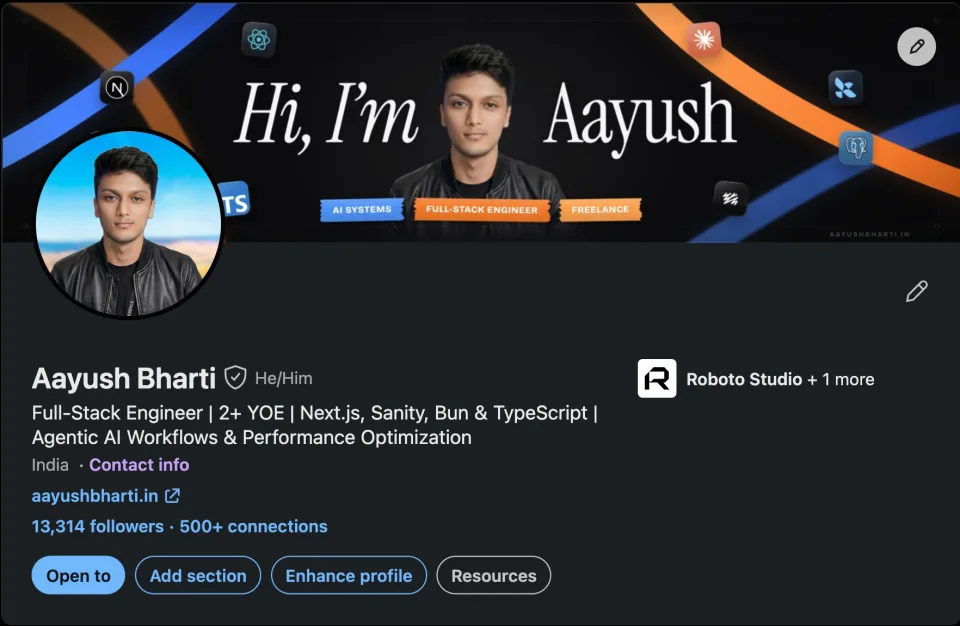 Hi, I'm Aayush
TS
AI SYSTEMS
FULL-STACK ENGINEER
FREELANCE
AAYUSHBHARTI.IN
Aayush Bharti He/Him
Roboto Studio + 1 more
Full-Stack Engineer | 2+ YOE | Next.js, Sanity, Bun & TypeScript |
Agentic AI Workflows & Performance Optimization
India · Contact info
aayushbharti.in
13,314 followers · 500+ connections
Open to
Add section
Enhance profile
Resources